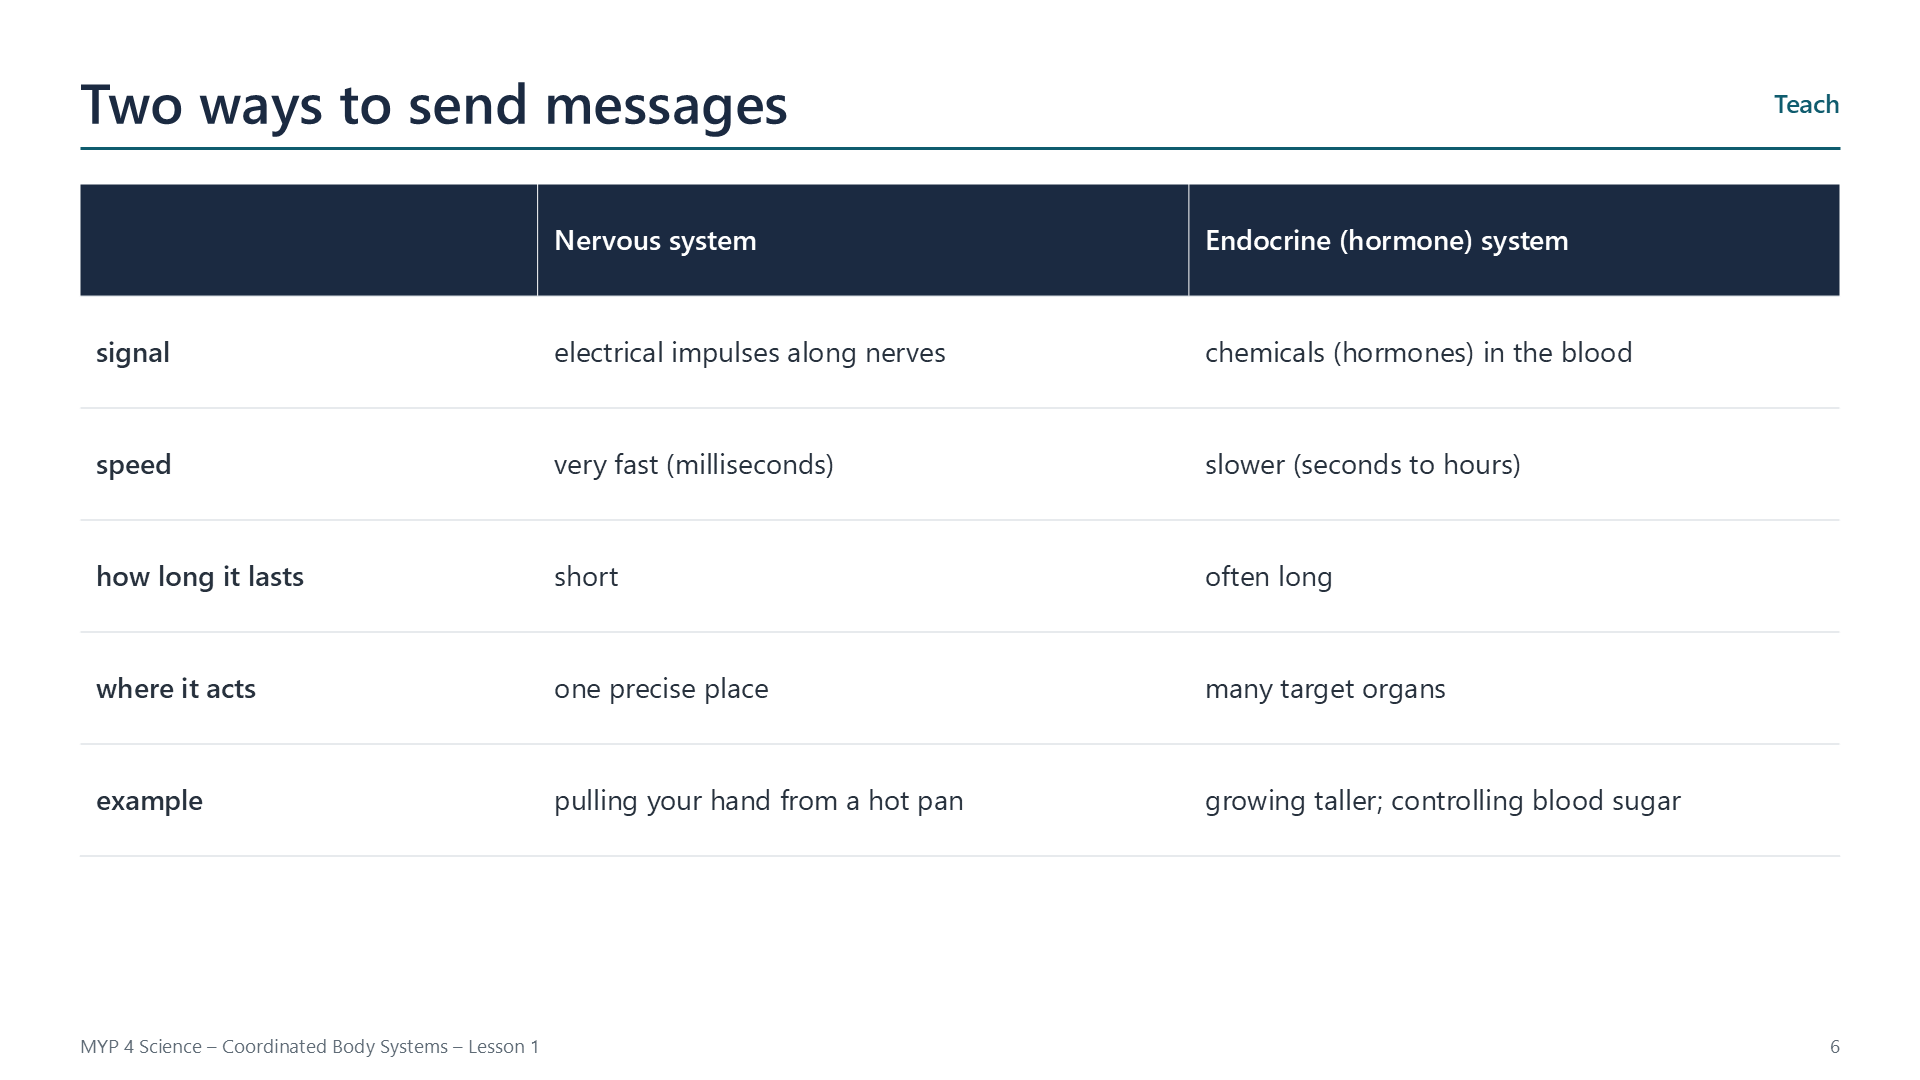 Two ways to send messages
Teach
Nervous system
Endocrine (hormone) system
signal
electrical impulses along nerves
chemicals (hormones) in the blood
speed
very fast (milliseconds)
slower (seconds to hours)
how long it lasts
short
often long
where it acts
one precise place
many target organs
example
pulling your hand from a hot pan
growing taller; controlling blood sugar
MYP 4 Science – Coordinated Body Systems – Lesson 1
6